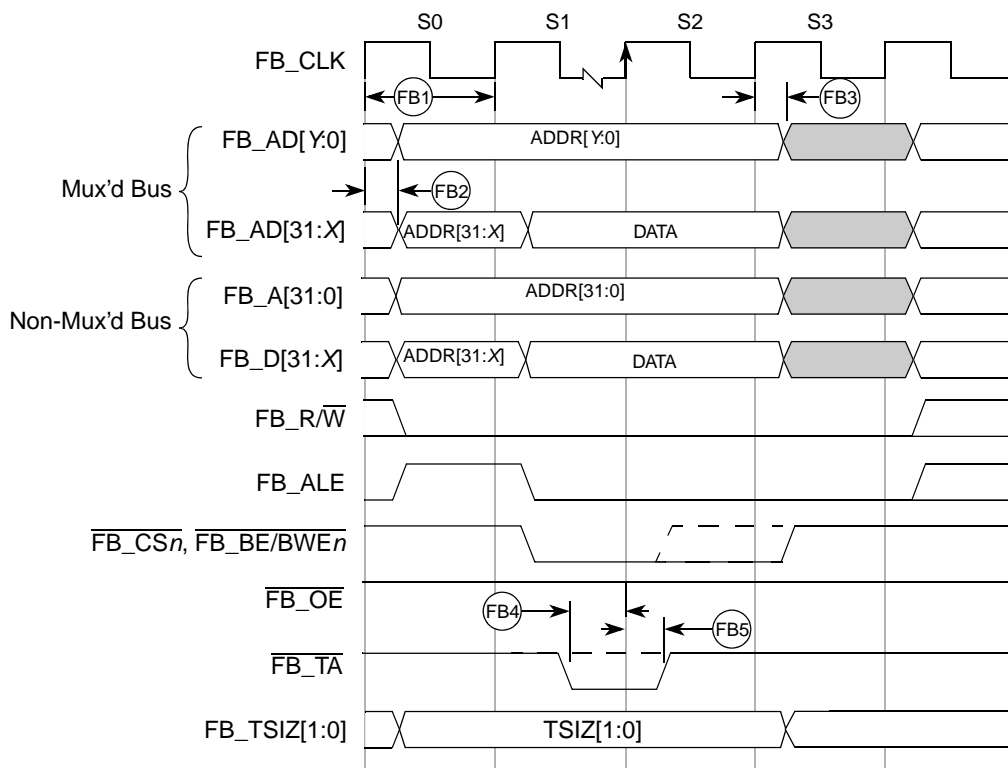 S0 S1 S2 S3
FB_CLK
FB1 FB3
FB_AD[Y:0] ADDR[Y:0]
Mux'd Bus
FB2
FB_AD[31:X] ADDR[31:X] DATA
FB_A[31:0] ADDR[31:0]
Non-Mux'd Bus
FB_D[31:X] ADDR[31:X] DATA
FB_R/W
FB_ALE
FB_CSn, FB_BE/BWEn
FB_OE
FB4
FB5
FB_TA
FB_TSIZ[1:0] TSIZ[1:0]